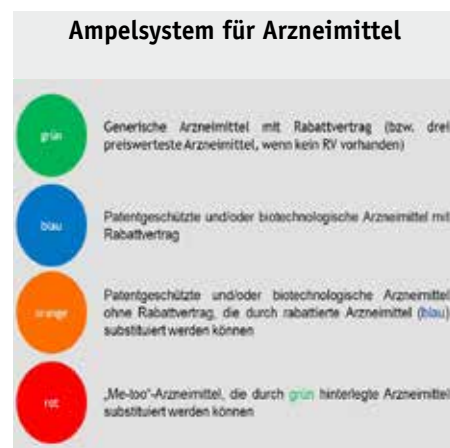 Ampelsystem für Arzneimittel
grün
Generische Arzneimittel mit Rabattvertrag (bzw. drei
preiswerteste Arzneimittel, wenn kein RV vorhanden)
blau
Patentgeschützte und/oder biotechnologische Arzneimittel mit
Rabattvertrag
orange
Patentgeschützte und/oder biotechnologische Arzneimittel
ohne Rabattvertrag, die durch rabattierte Arzneimittel (blau)
substituiert werden können
rot
„Me-too“-Arzneimittel, die durch grün hinterlegte Arzneimittel
substituiert werden können